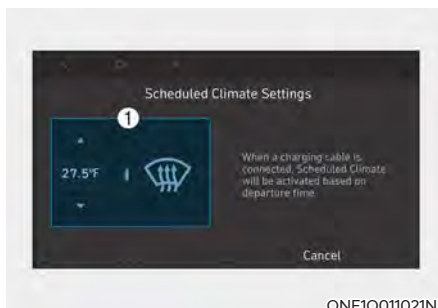 Scheduled Climate Settings
1
27.5°F
When a charging cable is
connected, Scheduled Climate
will be activated based on
departure time
Cancel
ONE1Q011021N